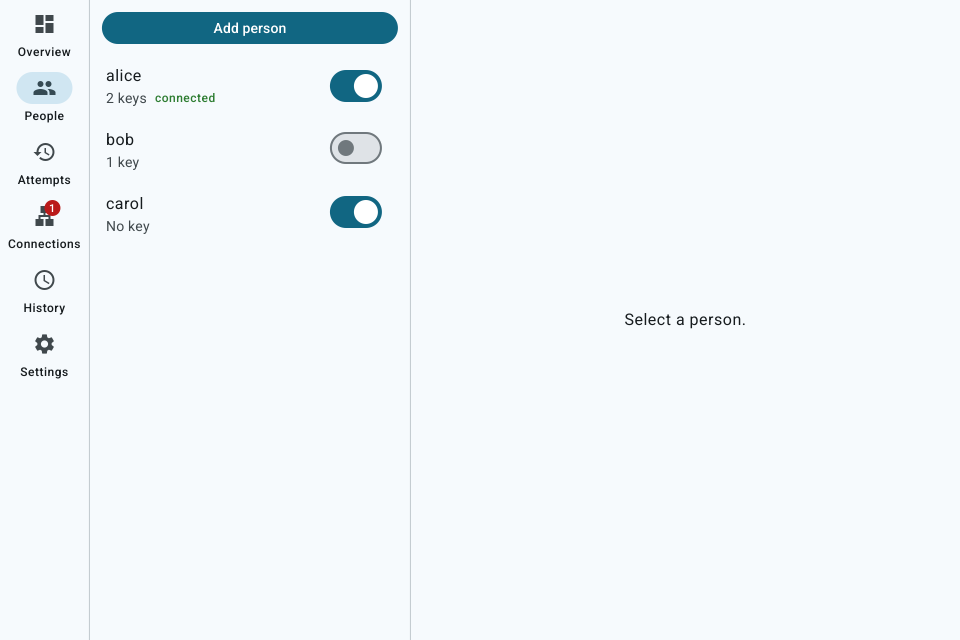 Overview
People
Attempts
1
Connections
History
Settings
Add person
alice
2 keys connected
bob
1 key
carol
No key
Select a person.